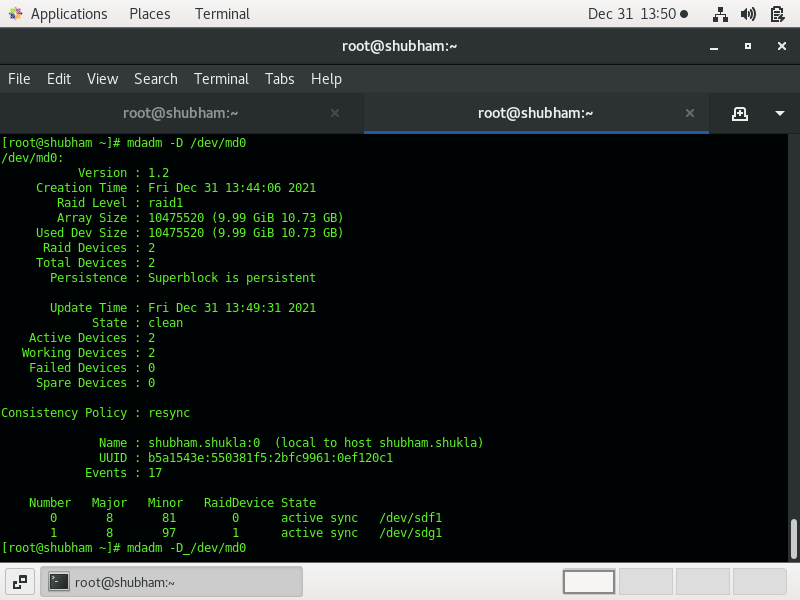 Applications Places Terminal Dec 31 13:50
root@shubham:~
File Edit View Search Terminal Tabs Help
root@shubham:~ root@shubham:~
[root@shubham ~]# mdadm -D /dev/md0
/dev/md0:
Version : 1.2
Creation Time : Fri Dec 31 13:44:06 2021
Raid Level : raid1
Array Size : 10475520 (9.99 GiB 10.73 GB)
Used Dev Size : 10475520 (9.99 GiB 10.73 GB)
Raid Devices : 2
Total Devices : 2
Persistence : Superblock is persistent
Update Time : Fri Dec 31 13:49:31 2021
State : clean
Active Devices : 2
Working Devices : 2
Failed Devices : 0
Spare Devices : 0
Consistency Policy : resync
Name : shubham.shukla:0 (local to host shubham.shukla)
UUID : b5a1543e:550381f5:2bfc9961:0ef120c1
Events : 17
Number Major Minor RaidDevice State
0 8 81 0 active sync /dev/sdf1
1 8 97 1 active sync /dev/sdg1
[root@shubham ~]# mdadm -D_/dev/md0
root@shubham:~